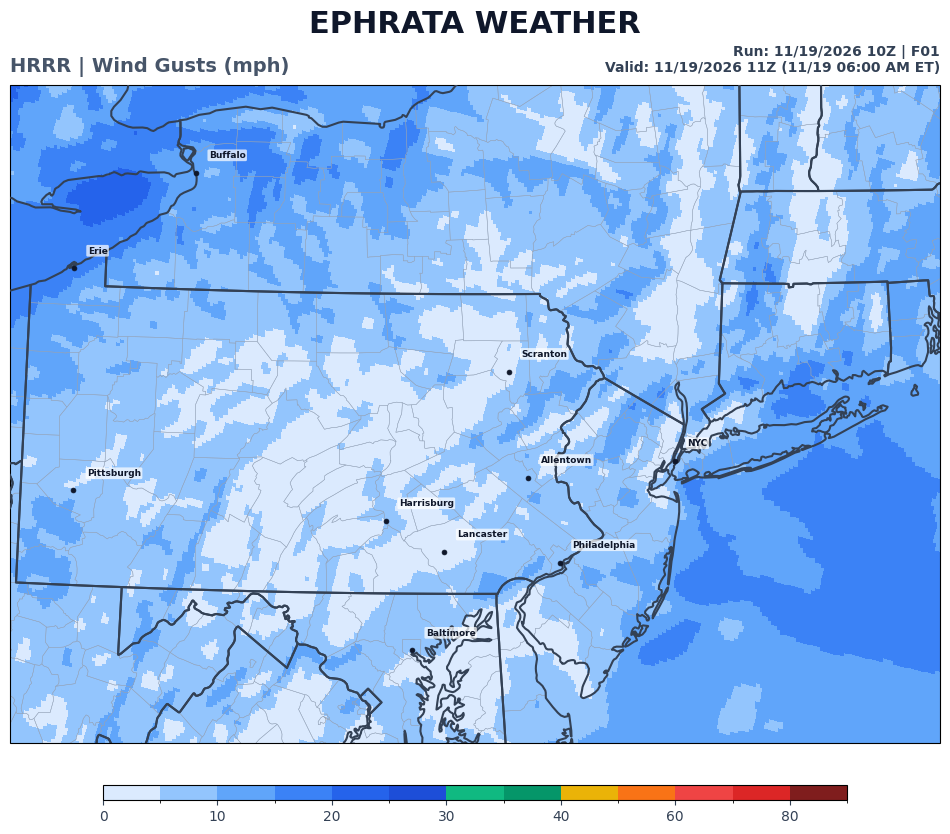 EPHRATA WEATHER
HRRR | Wind Gusts (mph)
Run: 11/19/2026 10Z | F01
Valid: 11/19/2026 11Z (11/19 06:00 AM ET)
Buffalo
Erie
Scranton
NYC
Pittsburgh
Allentown
Harrisburg
Lancaster
Philadelphia
Baltimore
0 10 20 30 40 50 60 70 80